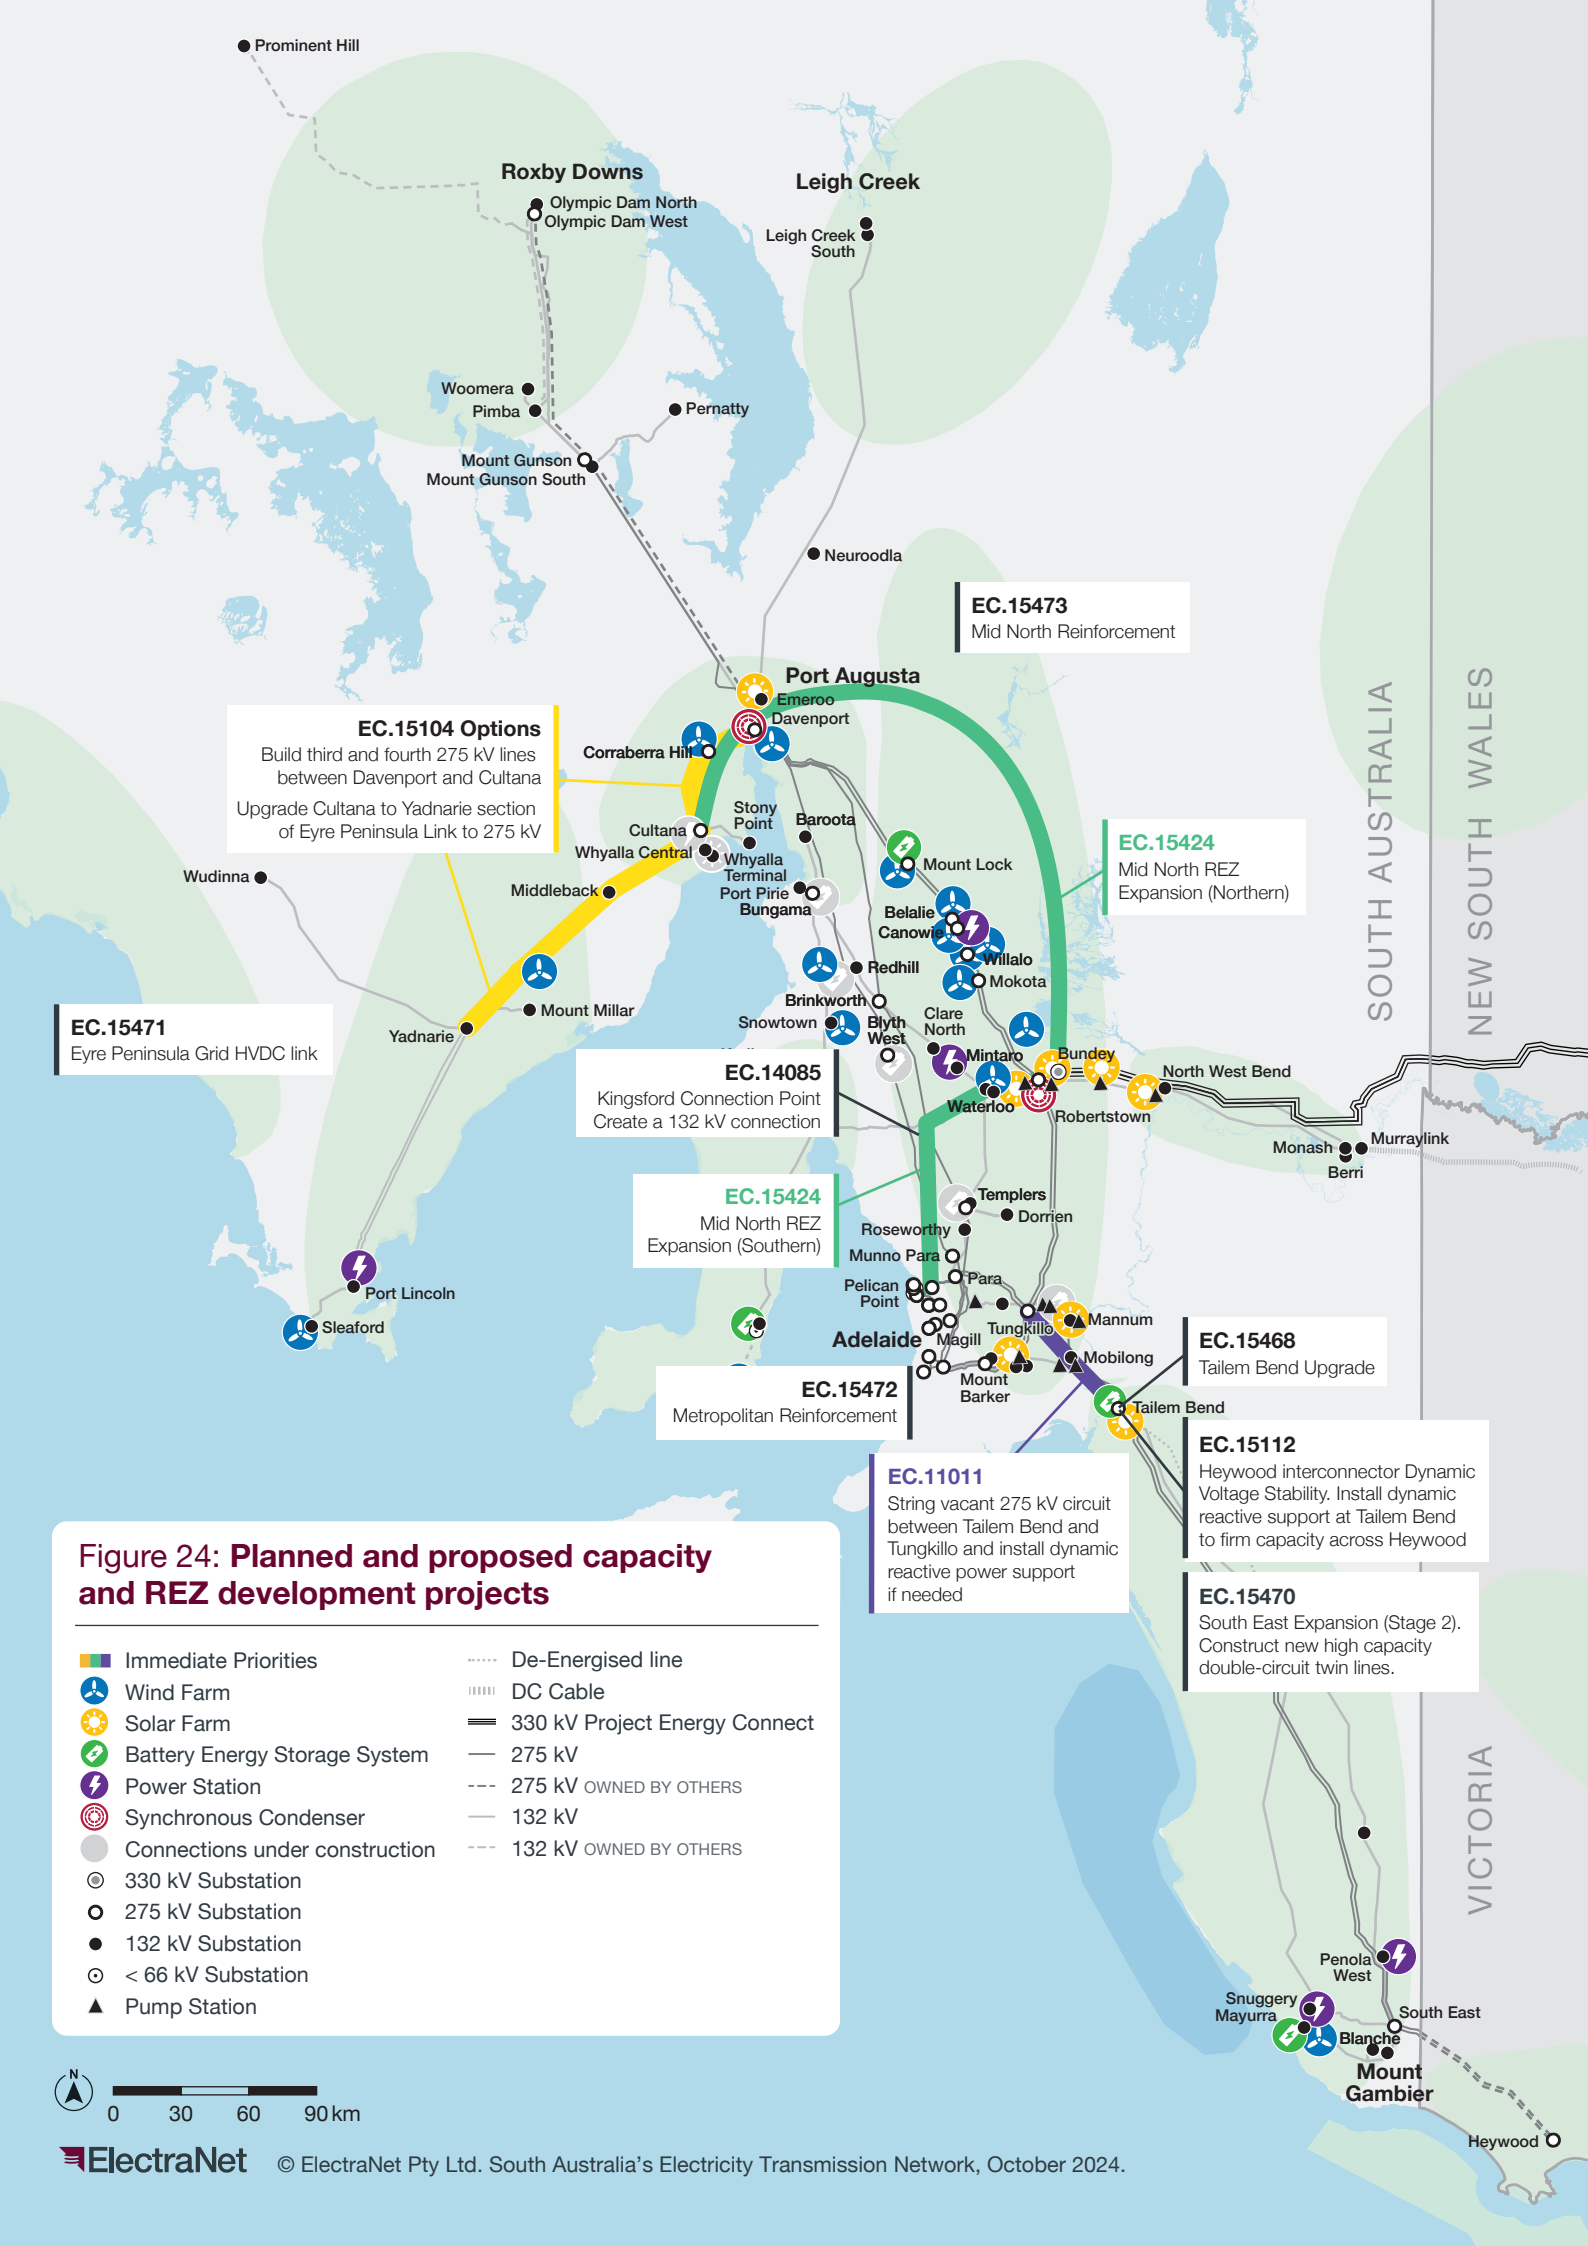 Prominent Hill
Roxby Downs
Olympic Dam North
Olympic Dam West
Leigh Creek
Leigh Creek
South
Woomera
Pimba
Pernatty
Mount Gunson
Mount Gunson South
Neuroodla
EC.15473
Mid North Reinforcement
SOUTH AUSTRALIA
NEW SOUTH WALES
Port Augusta
Emeroo
Davenport
EC.15104 Options
Build third and fourth 275 kV lines
between Davenport and Cultana
Upgrade Cultana to Yadnarie section
of Eyre Peninsula Link to 275 kV
Corraberra Hill
Stony
Point
Baroota
Cultana
Whyalla Central
Whyalla
Terminal
Port Pirie
Bungama
Mount Lock
EC.15424
Mid North REZ
Expansion (Northern)
Wudinna
Middleback
Belalie
Canowie
Willalo
Mokota
Redhill
Brinkworth
Mount Millar
Yadnarie
EC.15471
Eyre Peninsula Grid HVDC link
Snowtown
Blyth
West
Clare
North
Mintaro
Bundey
North West Bend
Waterloo
Robertstown
EC.14085
Kingsford Connection Point
Create a 132 kV connection
Monash
Murraylink
Berri
EC.15424
Mid North REZ
Expansion (Southern)
Templers
Dorrien
Roseworthy
Munno Para
Para
Pelican
Point
Port Lincoln
Sleaford
Adelaide
Magill
Tungkillo
Mannum
Mobilong
Mount
Barker
EC.15468
Tailem Bend Upgrade
EC.15472
Metropolitan Reinforcement
Tailem Bend
EC.15112
Heywood interconnector Dynamic
Voltage Stability. Install dynamic
reactive support at Tailem Bend
to firm capacity across Heywood
EC.11011
String vacant 275 kV circuit
between Tailem Bend and
Tungkillo and install dynamic
reactive power support
if needed
EC.15470
South East Expansion (Stage 2).
Construct new high capacity
double-circuit twin lines.
VICTORIA
Penola
West
Snuggery
Mayurra
South East
Blanche
Mount
Gambier
Heywood
Figure 24: Planned and proposed capacity
and REZ development projects
Immediate Priorities
Wind Farm
Solar Farm
Battery Energy Storage System
Power Station
Synchronous Condenser
Connections under construction
330 kV Substation
275 kV Substation
132 kV Substation
< 66 kV Substation
Pump Station
De-Energised line
DC Cable
330 kV Project Energy Connect
275 kV
275 kV OWNED BY OTHERS
132 kV
132 kV OWNED BY OTHERS
N
0 30 60 90 km
ElectraNet
© ElectraNet Pty Ltd. South Australia's Electricity Transmission Network, October 2024.